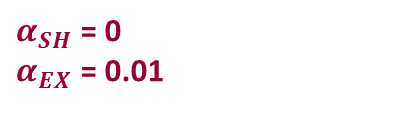 α_SH = 0
α_EX = 0.01